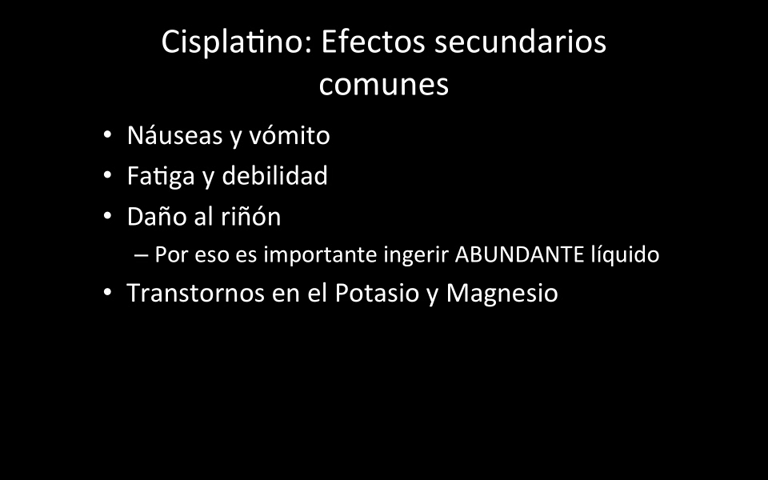 Cisplatino: Efectos secundarios
comunes
• Náuseas y vómito
• Fatiga y debilidad
• Daño al riñón
– Por eso es importante ingerir ABUNDANTE líquido
• Transtornos en el Potasio y Magnesio